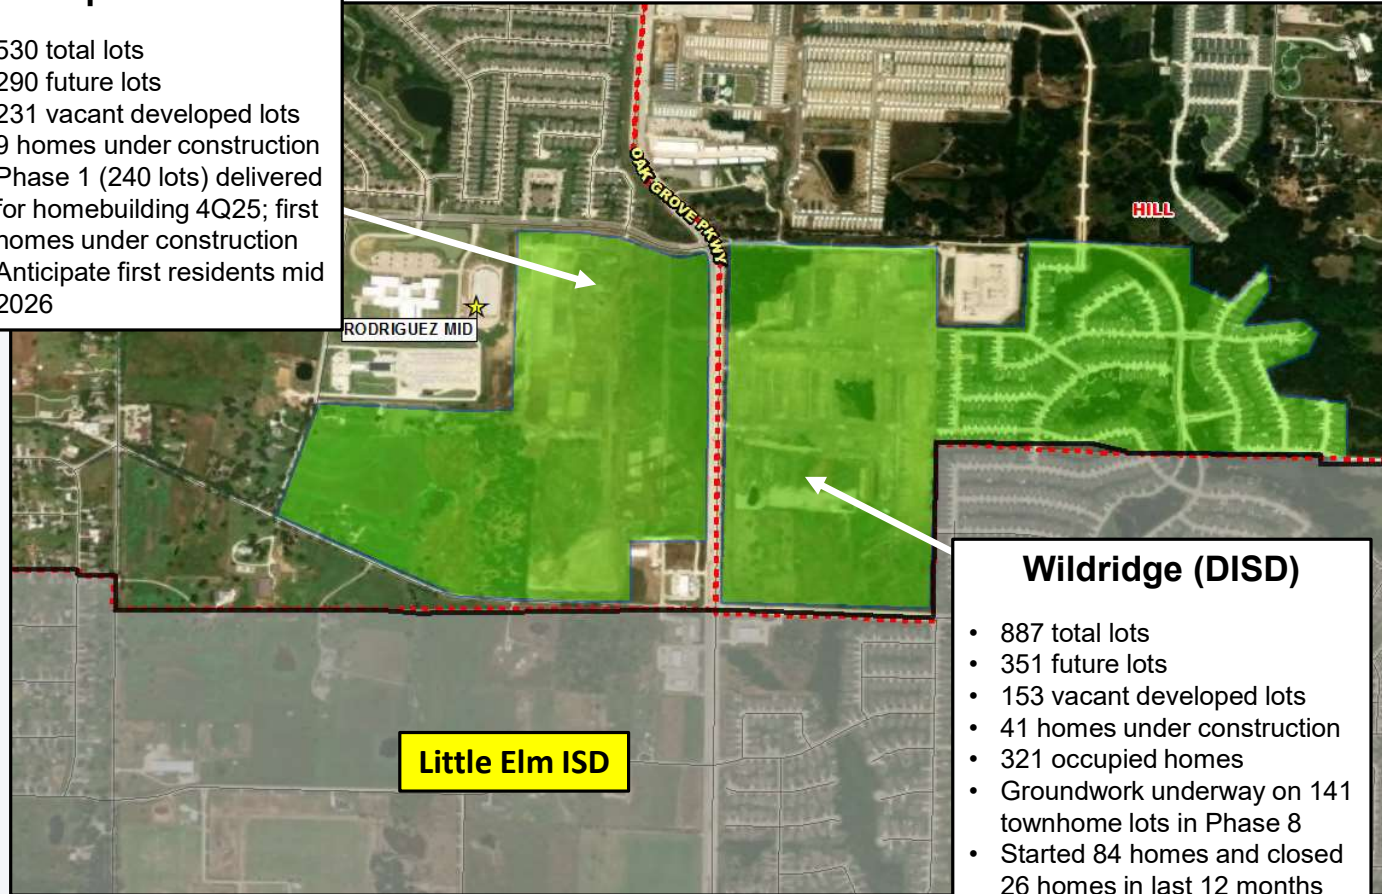 530 total lots
290 future lots
231 vacant developed lots
9 homes under construction
Phase 1 (240 lots) delivered
for homebuilding 4Q25; first
homes under construction
Anticipate first residents mid
2026
OAK GROVE PKWY
HILL
RODRIGUEZ MID
Little Elm ISD
Wildridge (DISD)
• 887 total lots
• 351 future lots
• 153 vacant developed lots
• 41 homes under construction
• 321 occupied homes
• Groundwork underway on 141
townhome lots in Phase 8
• Started 84 homes and closed
26 homes in last 12 months